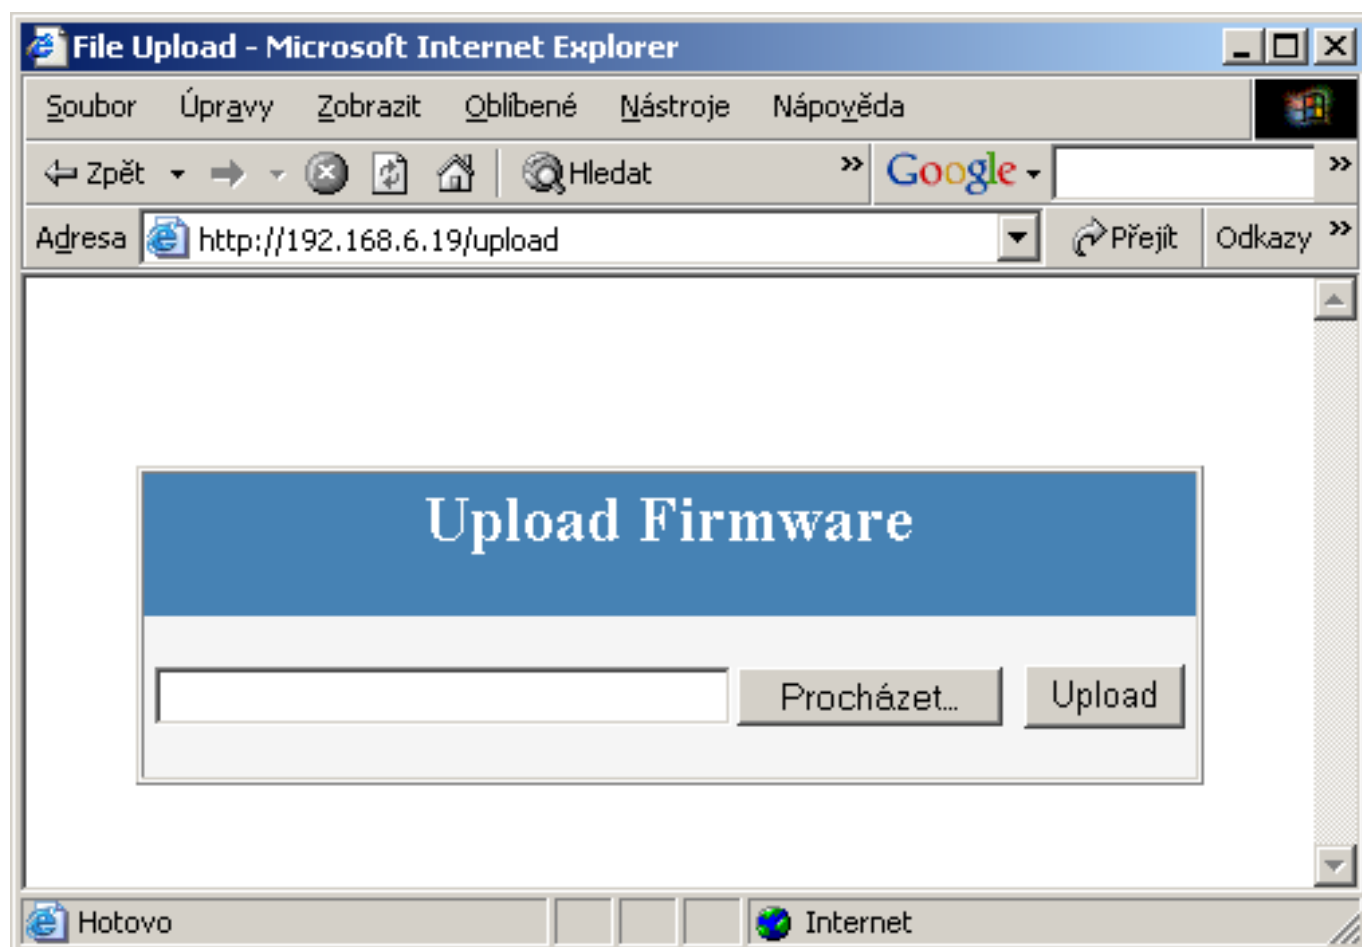 File Upload - Microsoft Internet Explorer
Soubor Úpravy Zobrazit Oblíbené Nástroje Nápověda
Zpět Hledat » Google »
Adresa http://192.168.6.19/upload Přejít Odkazy »
Upload Firmware
Procházet... Upload
Hotovo Internet